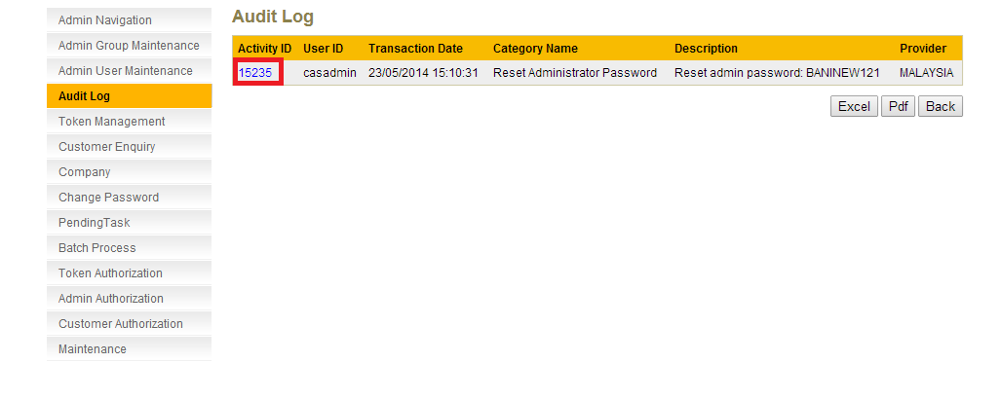 Admin Navigation
Admin Group Maintenance
Admin User Maintenance
Audit Log
Token Management
Customer Enquiry
Company
Change Password
PendingTask
Batch Process
Token Authorization
Admin Authorization
Customer Authorization
Maintenance
Audit Log
Activity ID User ID Transaction Date Category Name Description Provider
15235 casadmin 23/05/2014 15:10:31 Reset Administrator Password Reset admin password: BANINEW121 MALAYSIA
Excel Pdf Back